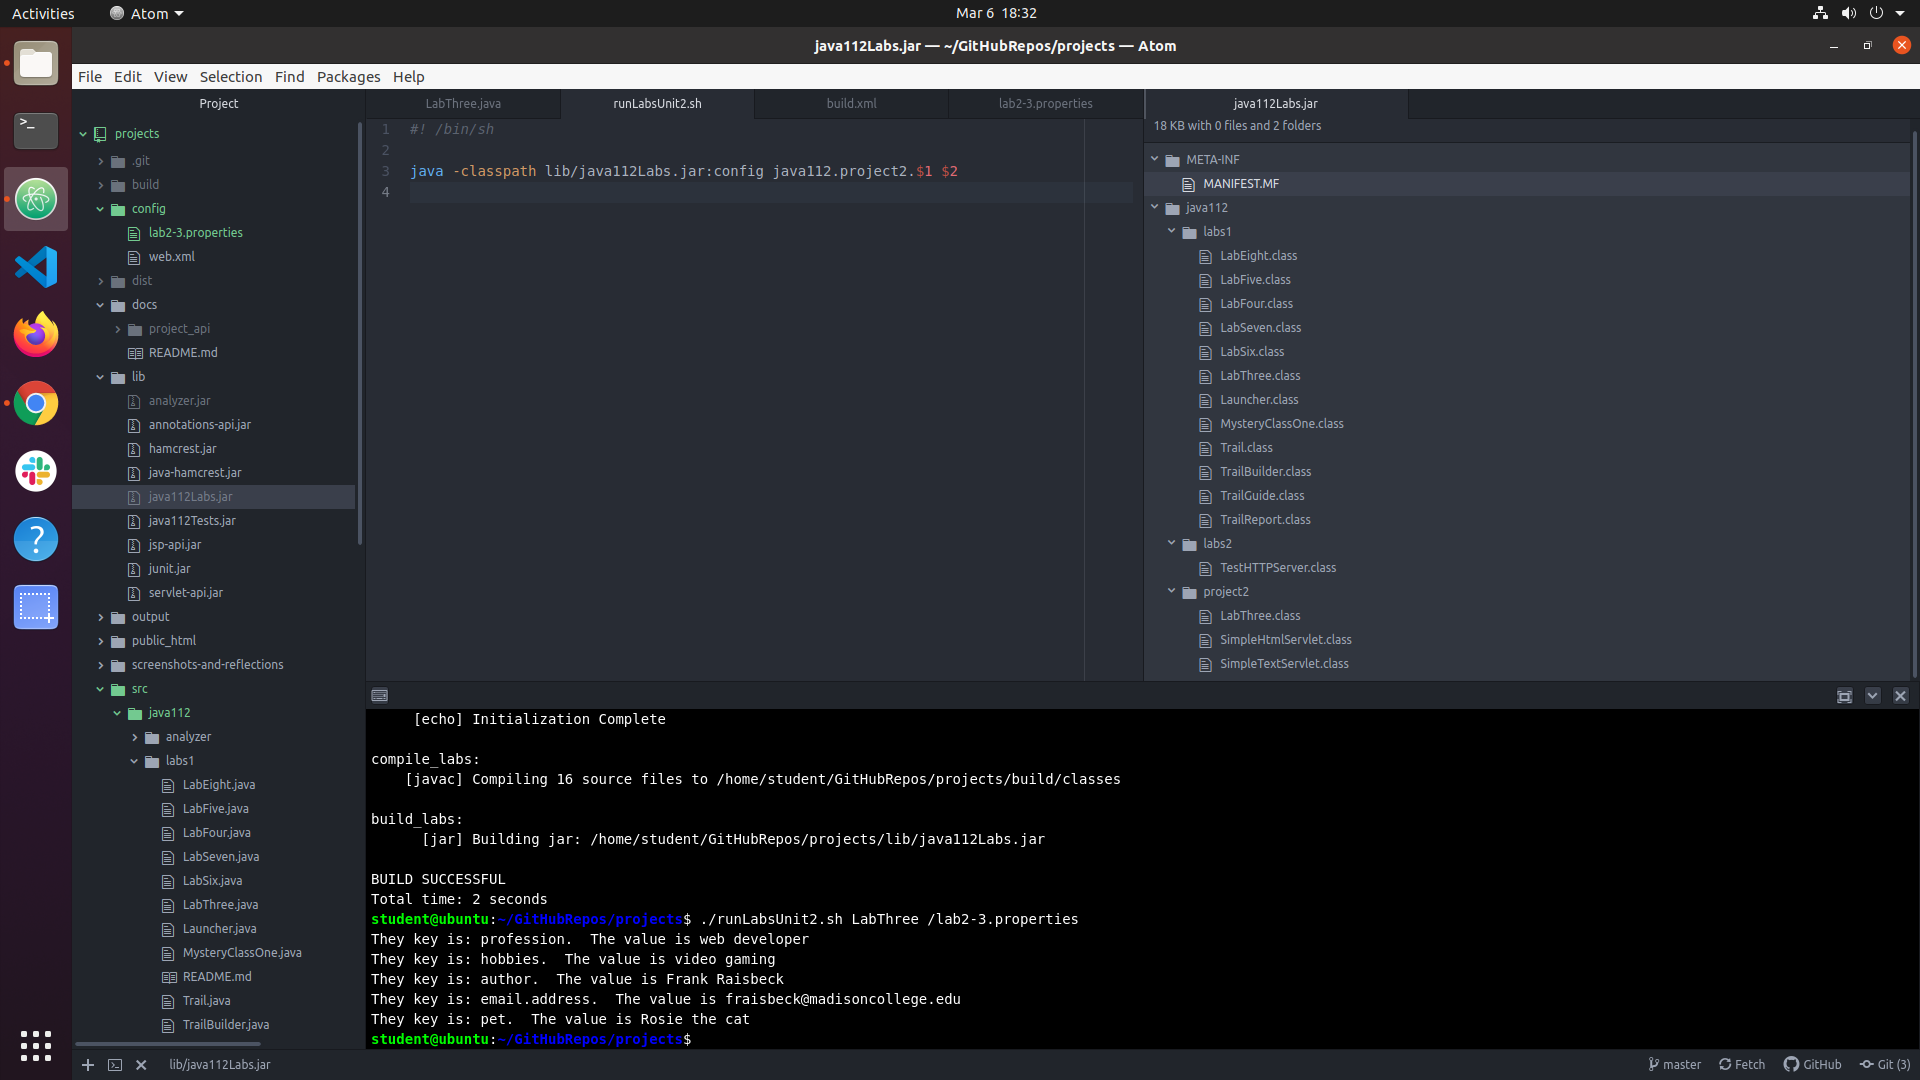 Activities
Atom
Mar 6 18:32
java112Labs.jar — ~/GitHubRepos/projects — Atom
File Edit View Selection Find Packages Help
Project
projects
.git
build
config
lab2-3.properties
web.xml
dist
docs
project_api
README.md
lib
analyzer.jar
annotations-api.jar
hamcrest.jar
java-hamcrest.jar
java112Labs.jar
java112Tests.jar
jsp-api.jar
junit.jar
servlet-api.jar
output
public_html
screenshots-and-reflections
src
java112
analyzer
labs1
LabEight.java
LabFive.java
LabFour.java
LabSeven.java
LabSix.java
LabThree.java
Launcher.java
MysteryClassOne.java
README.md
Trail.java
TrailBuilder.java
LabThree.java
runLabsUnit2.sh
build.xml
lab2-3.properties
1 #! /bin/sh
2
3 java -classpath lib/java112Labs.jar:config java112.project2.$1 $2
4
java112Labs.jar
18 KB with 0 files and 2 folders
META-INF
MANIFEST.MF
java112
labs1
LabEight.class
LabFive.class
LabFour.class
LabSeven.class
LabSix.class
LabThree.class
Launcher.class
MysteryClassOne.class
Trail.class
TrailBuilder.class
TrailGuide.class
TrailReport.class
labs2
TestHTTPServer.class
project2
LabThree.class
SimpleHtmlServlet.class
SimpleTextServlet.class
[echo] Initialization Complete
compile_labs:
[javac] Compiling 16 source files to /home/student/GitHubRepos/projects/build/classes
build_labs:
[jar] Building jar: /home/student/GitHubRepos/projects/lib/java112Labs.jar
BUILD SUCCESSFUL
Total time: 2 seconds
student@ubuntu:~/GitHubRepos/projects$ ./runLabsUnit2.sh LabThree /lab2-3.properties
They key is: profession.  The value is web developer
They key is: hobbies.  The value is video gaming
They key is: author.  The value is Frank Raisbeck
They key is: email.address.  The value is fraisbeck@madisoncollege.edu
They key is: pet.  The value is Rosie the cat
student@ubuntu:~/GitHubRepos/projects$
lib/java112Labs.jar
master
Fetch
GitHub
Git (3)